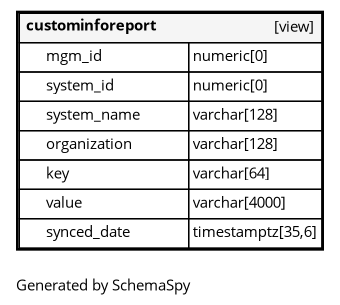 custominforeport [view]
mgm_id numeric[0]
system_id numeric[0]
system_name varchar[128]
organization varchar[128]
key varchar[64]
value varchar[4000]
synced_date timestamptz[35,6]
Generated by SchemaSpy